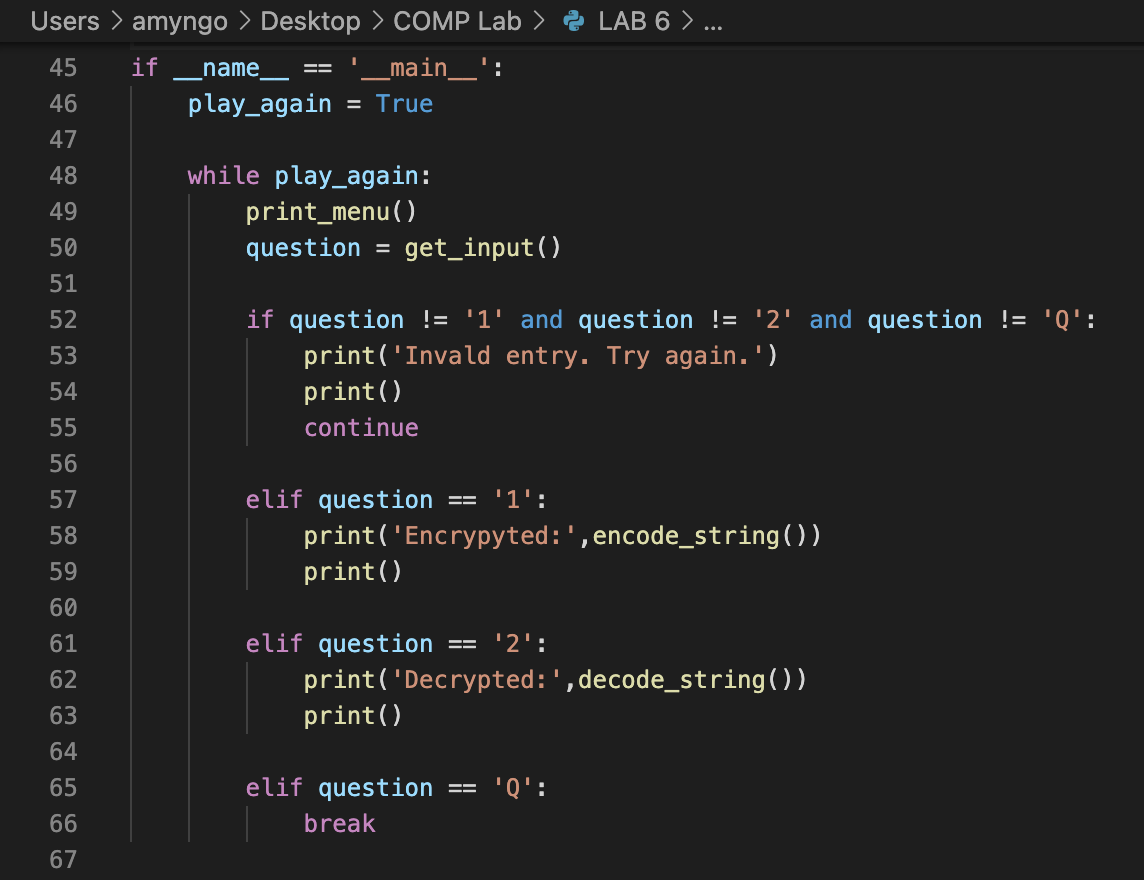 Users > amyngo > Desktop > COMP Lab > LAB 6 > ...
45 if __name__ == '__main__':
46     play_again = True
47
48     while play_again:
49         print_menu()
50         question = get_input()
51
52         if question != '1' and question != '2' and question != 'Q':
53             print('Invald entry. Try again.')
54             print()
55             continue
56
57         elif question == '1':
58             print('Encrypyted:',encode_string())
59             print()
60
61         elif question == '2':
62             print('Decrypted:',decode_string())
63             print()
64
65         elif question == 'Q':
66             break
67